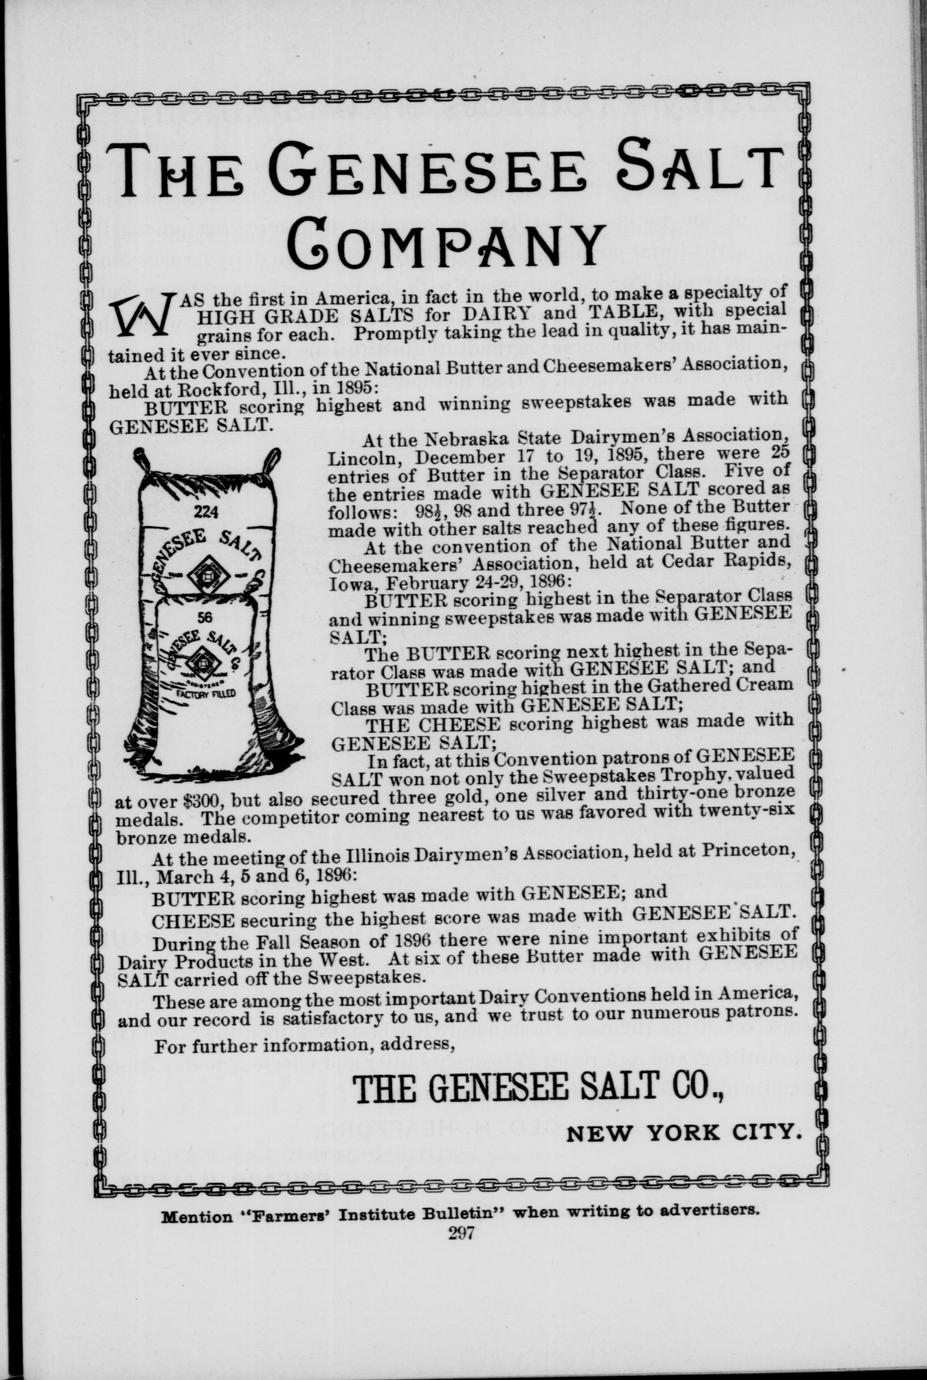 THE GENESEE SALT
COMPANY
WAS the first in America, in fact in the world, to make a specialty of
HIGH GRADE SALTS for DAIRY and TABLE, with special
grains for each. Promptly taking the lead in quality, it has main-
tained it ever since.
At the Convention of the National Butter and Cheesemakers' Association,
held at Rockford, Ill., in 1895:
BUTTER scoring highest and winning sweepstakes was made with
GENESEE SALT.
At the Nebraska State Dairymen's Association,
Lincoln, December 17 to 19, 1895, there were 25
entries of Butter in the Separator Class. Five of
the entries made with GENESEE SALT scored as
follows: 98½, 98 and three 97½. None of the Butter
made with other salts reached any of these figures.
At the convention of the National Butter and
Cheesemakers' Association, held at Cedar Rapids,
Iowa, February 24-29, 1896:
BUTTER scoring highest in the Separator Class
and winning sweepstakes was made with GENESEE
SALT;
The BUTTER scoring next highest in the Sepa-
rator Class was made with GENESEE SALT; and
BUTTER scoring highest in the Gathered Cream
Class was made with GENESEE SALT;
THE CHEESE scoring highest was made with
GENESEE SALT;
In fact, at this Convention patrons of GENESEE
SALT won not only the Sweepstakes Trophy, valued
at over $300, but also secured three gold, one silver and thirty-one bronze
medals. The competitor coming nearest to us was favored with twenty-six
bronze medals.
224
GENESEE SALT Co.
56
GENESEE SALT Co.
TRADE MARK
REGISTERED
FACTORY FILLED
At the meeting of the Illinois Dairymen's Association, held at Princeton,
Ill., March 4, 5 and 6, 1896:
BUTTER scoring highest was made with GENESEE; and
CHEESE securing the highest score was made with GENESEE SALT.
During the Fall Season of 1896 there were nine important exhibits of
Dairy Products in the West. At six of these Butter made with GENESEE
SALT carried off the Sweepstakes.
These are among the most important Dairy Conventions held in America,
and our record is satisfactory to us, and we trust to our numerous patrons.
For further information, address,
THE GENESEE SALT CO.,
NEW YORK CITY.
Mention "Farmers' Institute Bulletin" when writing to advertisers.
297